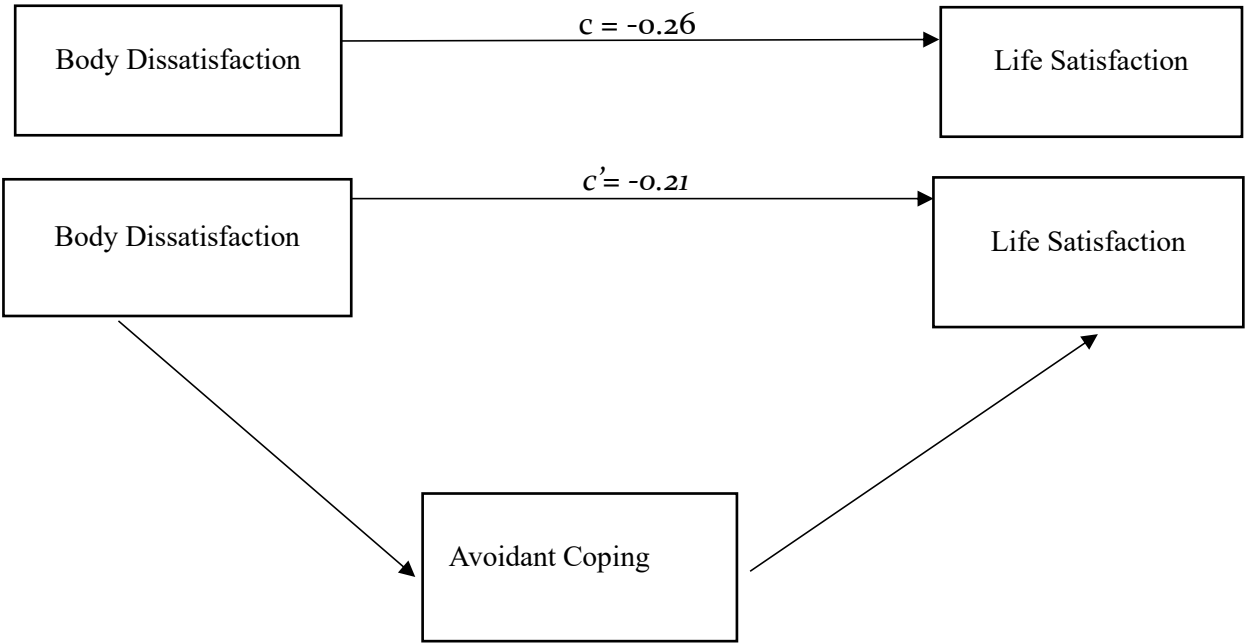 c = -0.26
Body Dissatisfaction
Life Satisfaction
c’= -0.21
Body Dissatisfaction
Life Satisfaction
Avoidant Coping